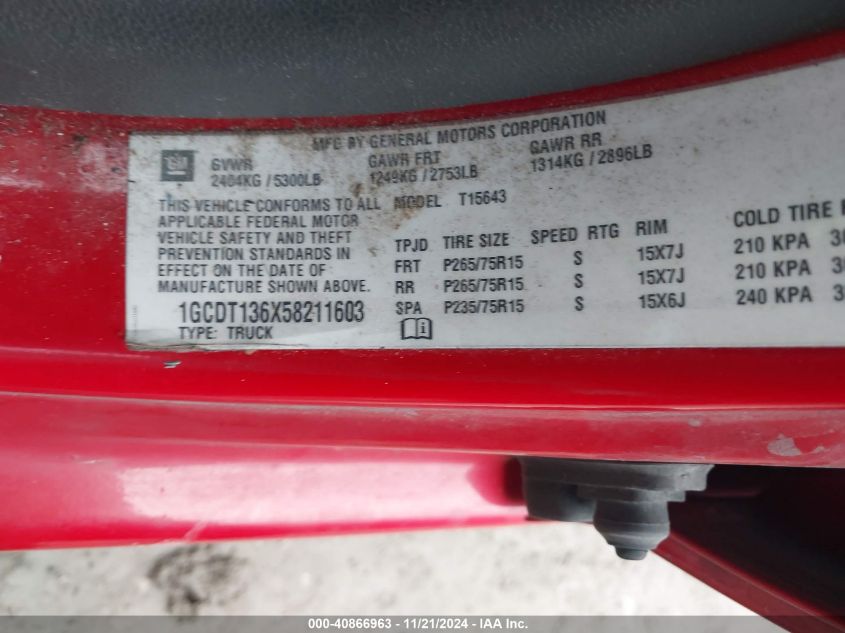 MFG BY GENERAL MOTORS CORPORATION
GM GVWR GAWR FRT GAWR RR
2404KG / 5300LB 1249KG / 2753LB 1314KG / 2896LB
THIS VEHICLE CONFORMS TO ALL MODEL T15643
APPLICABLE FEDERAL MOTOR
VEHICLE SAFETY AND THEFT
PREVENTION STANDARDS IN
EFFECT ON THE DATE OF
MANUFACTURE SHOWN ABOVE.
1GCDT136X58211603
TYPE: TRUCK
TPJD TIRE SIZE SPEED RTG RIM COLD TIRE
FRT P265/75R15 S 15X7J 210 KPA
RR P265/75R15 S 15X7J 210 KPA
SPA P235/75R15 S 15X6J 240 KPA
000-40866963 - 11/21/2024 - IAA Inc.